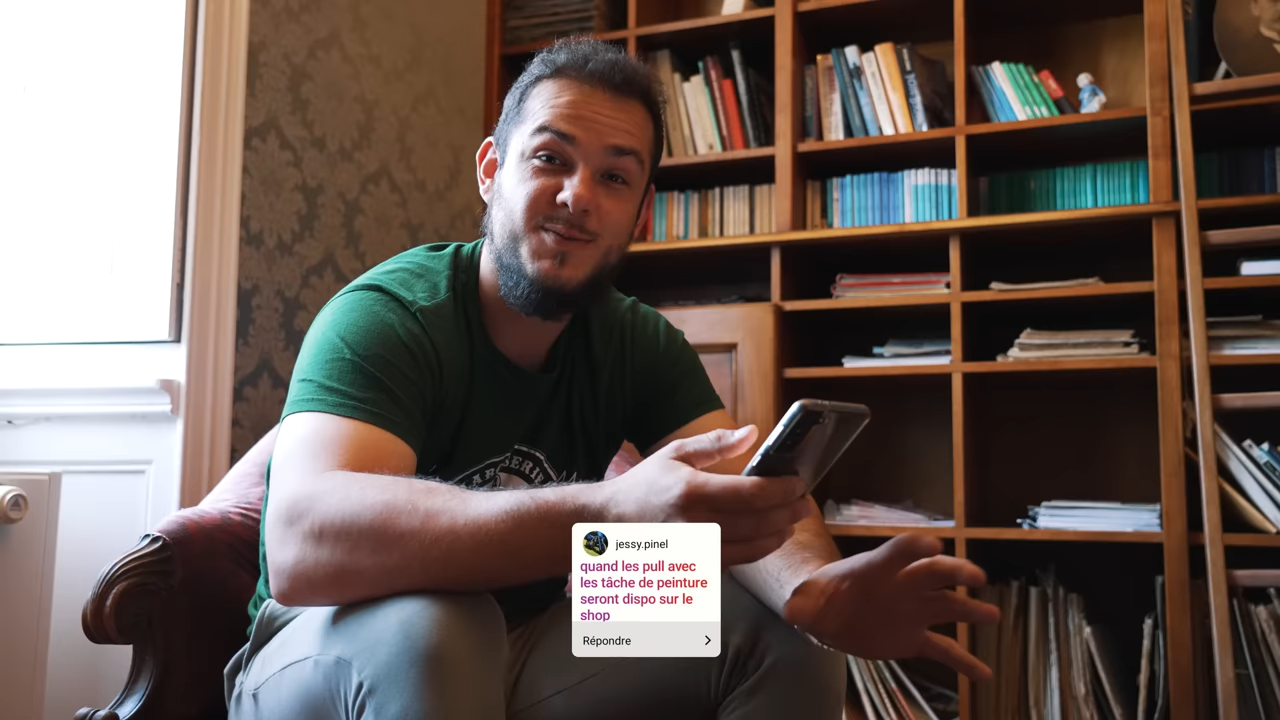 jessy.pinel
quand les pull avec
les tâche de peinture
seront dispo sur le
shop
Répondre